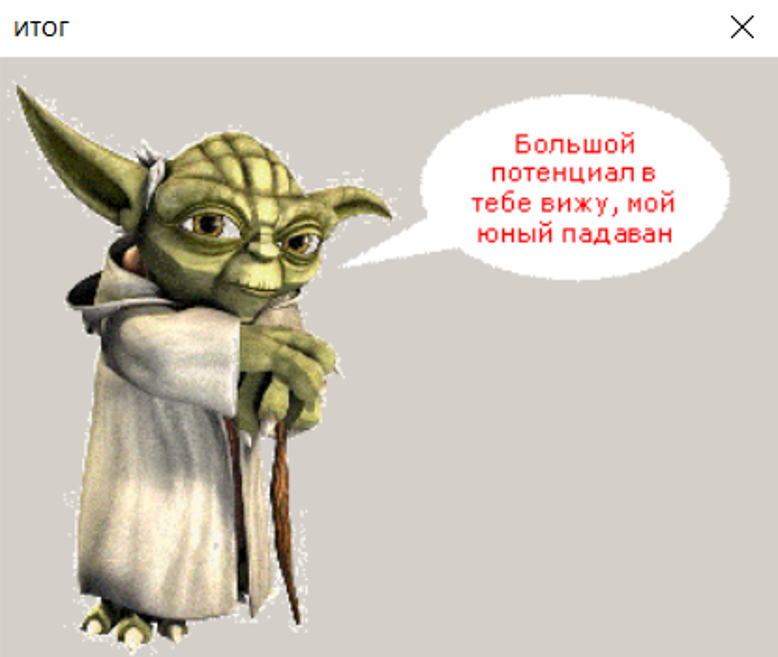 итог
Большой
потенциал в
тебе вижу, мой
юный падаван